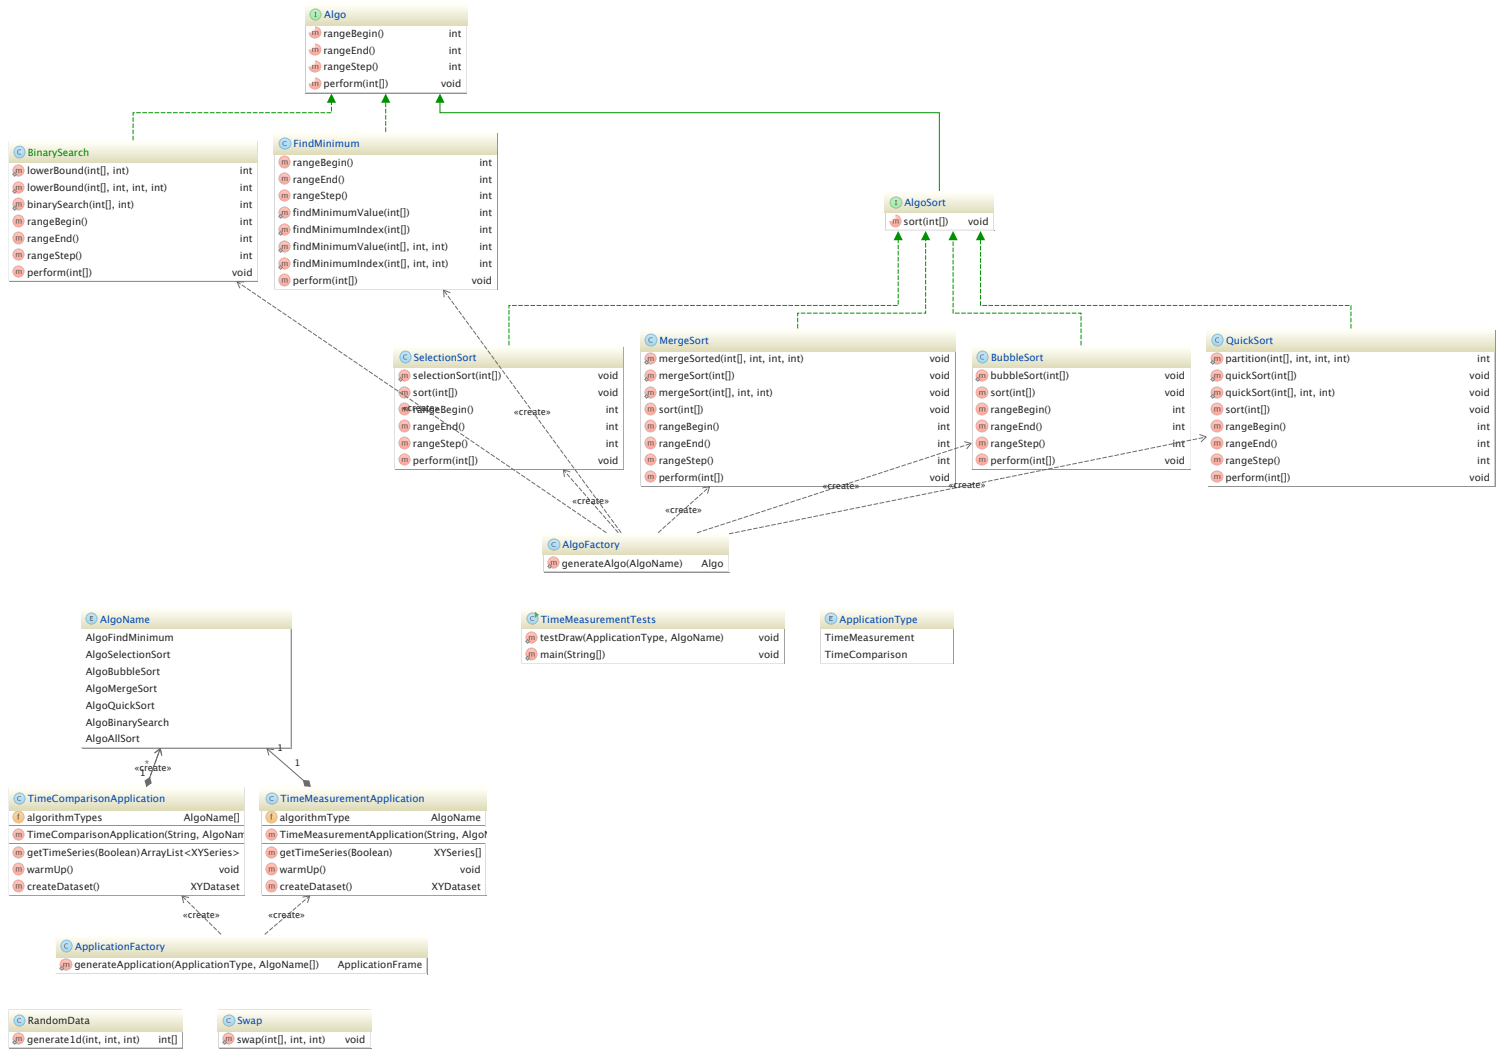 Algo
rangeBegin() int
rangeEnd() int
rangeStep() int
perform(int[]) void
BinarySearch
lowerBound(int[], int) int
lowerBound(int[], int, int, int) int
binarySearch(int[], int) int
rangeBegin() int
rangeEnd() int
rangeStep() int
perform(int[]) void
FindMinimum
rangeBegin() int
rangeEnd() int
rangeStep() int
findMinimumValue(int[]) int
findMinimumIndex(int[]) int
findMinimumValue(int[], int, int) int
findMinimumIndex(int[], int, int) int
perform(int[]) void
AlgoSort
sort(int[]) void
SelectionSort
selectionSort(int[]) void
sort(int[]) void
rangeBegin() int
rangeEnd() int
rangeStep() int
perform(int[]) void
MergeSort
mergeSorted(int[], int, int, int) void
mergeSort(int[]) void
mergeSort(int[], int, int) void
sort(int[]) void
rangeBegin() int
rangeEnd() int
rangeStep() int
perform(int[]) void
BubbleSort
bubbleSort(int[]) void
sort(int[]) void
rangeBegin() int
rangeEnd() int
rangeStep() int
perform(int[]) void
QuickSort
partition(int[], int, int, int) int
quickSort(int[]) void
quickSort(int[], int, int) void
sort(int[]) void
rangeBegin() int
rangeEnd() int
rangeStep() int
perform(int[]) void
«create»
«create»
«create»
«create»
«create»
«create»
AlgoFactory
generateAlgo(AlgoName) Algo
AlgoName
AlgoFindMinimum
AlgoSelectionSort
AlgoBubbleSort
AlgoMergeSort
AlgoQuickSort
AlgoBinarySearch
AlgoAllSort
TimeMeasurementTests
testDraw(ApplicationType, AlgoName) void
main(String[]) void
ApplicationType
TimeMeasurement
TimeComparison
*
«create»
1
1
1
TimeComparisonApplication
algorithmTypes AlgoName[]
TimeComparisonApplication(String, AlgoNam
getTimeSeries(Boolean)ArrayList<XYSeries>
warmUp() void
createDataset() XYDataset
TimeMeasurementApplication
algorithmType AlgoName
TimeMeasurementApplication(String, Algol
getTimeSeries(Boolean) XYSeries[]
warmUp() void
createDataset() XYDataset
«create»
«create»
ApplicationFactory
generateApplication(ApplicationType, AlgoName[]) ApplicationFrame
RandomData
generate1d(int, int, int) int[]
Swap
swap(int[], int, int) void